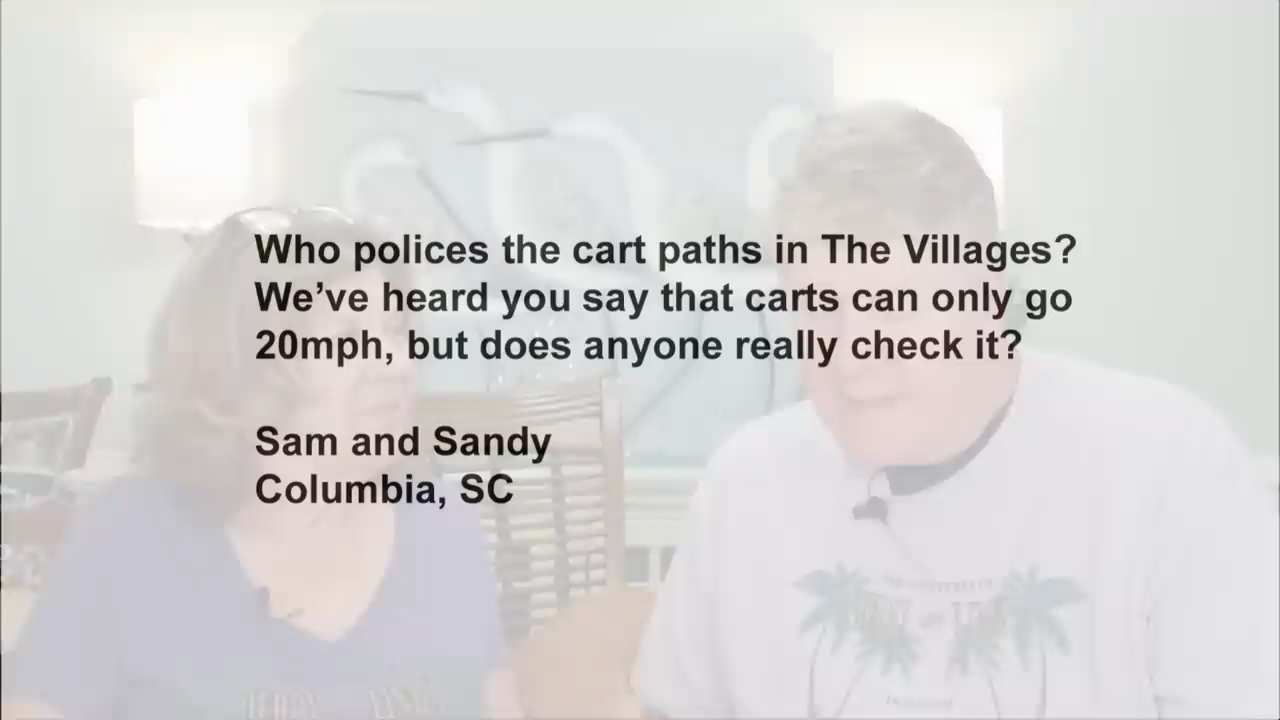 Who polices the cart paths in The Villages?
We’ve heard you say that carts can only go
20mph, but does anyone really check it?
Sam and Sandy
Columbia, SC